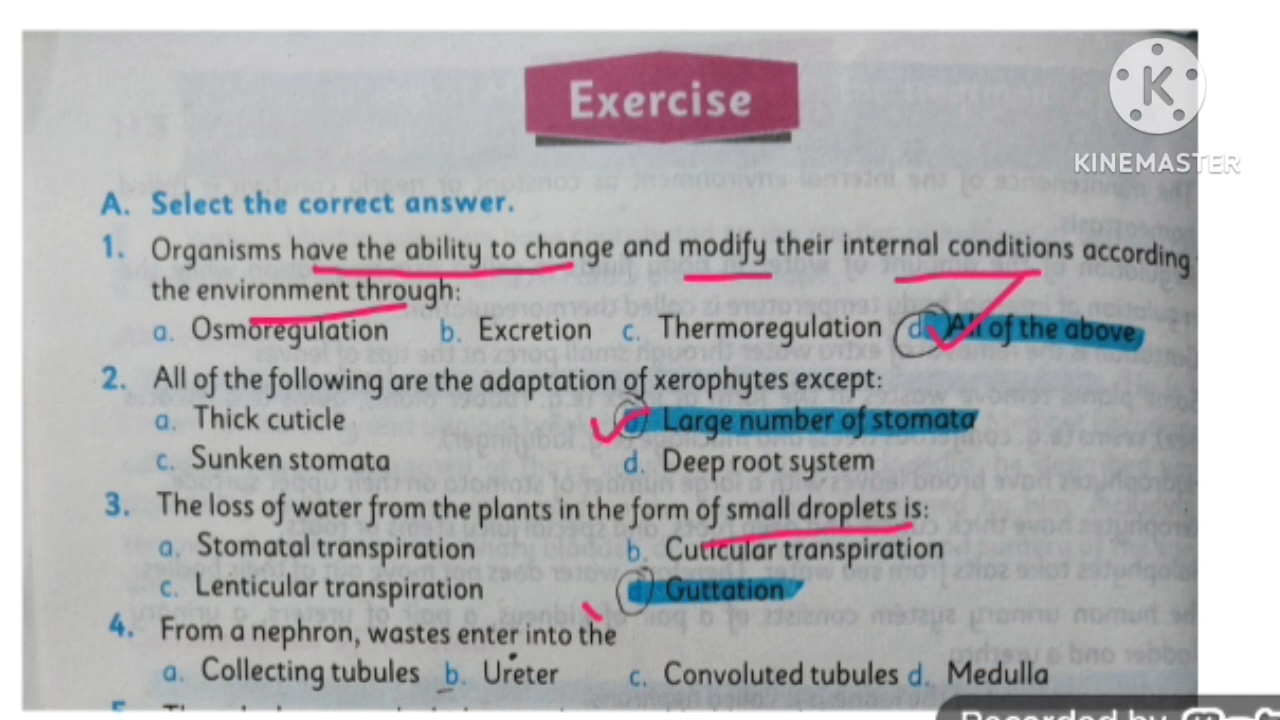 Exercise
KINEMASTER
A. Select the correct answer.
1. Organisms have the ability to change and modify their internal conditions according
the environment through:
a. Osmoregulation b. Excretion c. Thermoregulation d. All of the above
2. All of the following are the adaptation of xerophytes except:
a. Thick cuticle b. Large number of stomata
c. Sunken stomata d. Deep root system
3. The loss of water from the plants in the form of small droplets is:
a. Stomatal transpiration b. Cuticular transpiration
c. Lenticular transpiration d. Guttation
4. From a nephron, wastes enter into the
a. Collecting tubules b. Ureter c. Convoluted tubules d. Medulla
Recorded by